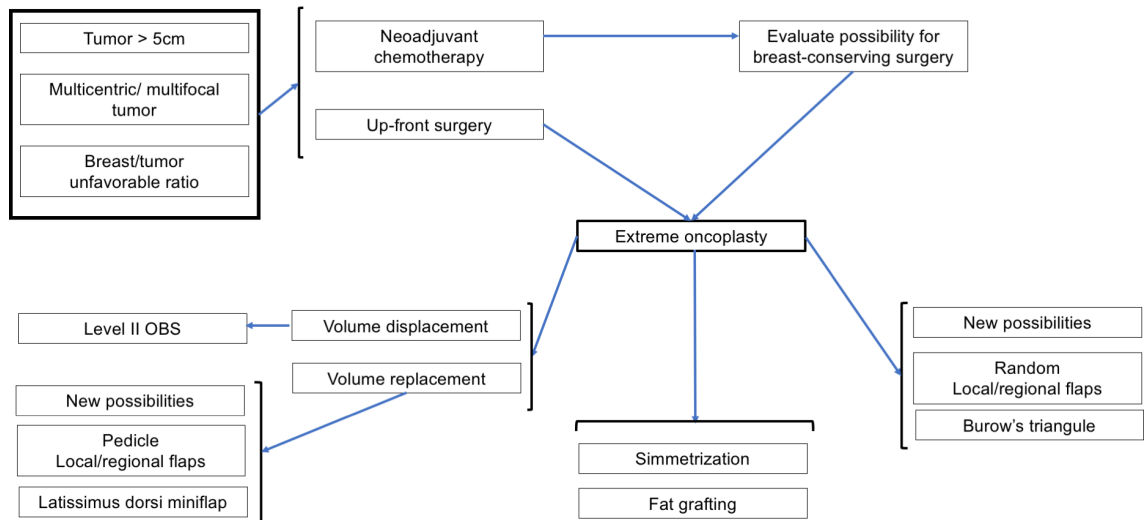 Tumor > 5cm
Multicentric/ multifocal
tumor
Breast/tumor
unfavorable ratio
Neoadjuvant
chemotherapy
Up-front surgery
Evaluate possibility for
breast-conserving surgery
Extreme oncoplasty
Volume displacement
Level II OBS
Volume replacement
New possibilities
Pedicle
Local/regional flaps
Latissimus dorsi miniflap
Simmetrization
Fat grafting
New possibilities
Random
Local/regional flaps
Burow's triangule